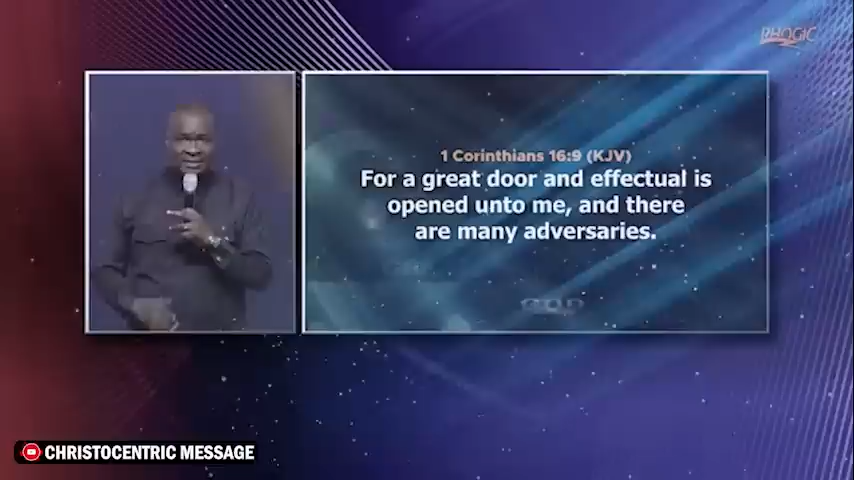 RHOGIC
1 Corinthians 16:9 (KJV)
For a great door and effectual is
opened unto me, and there
are many adversaries.
CHRISTOCENTRIC MESSAGE